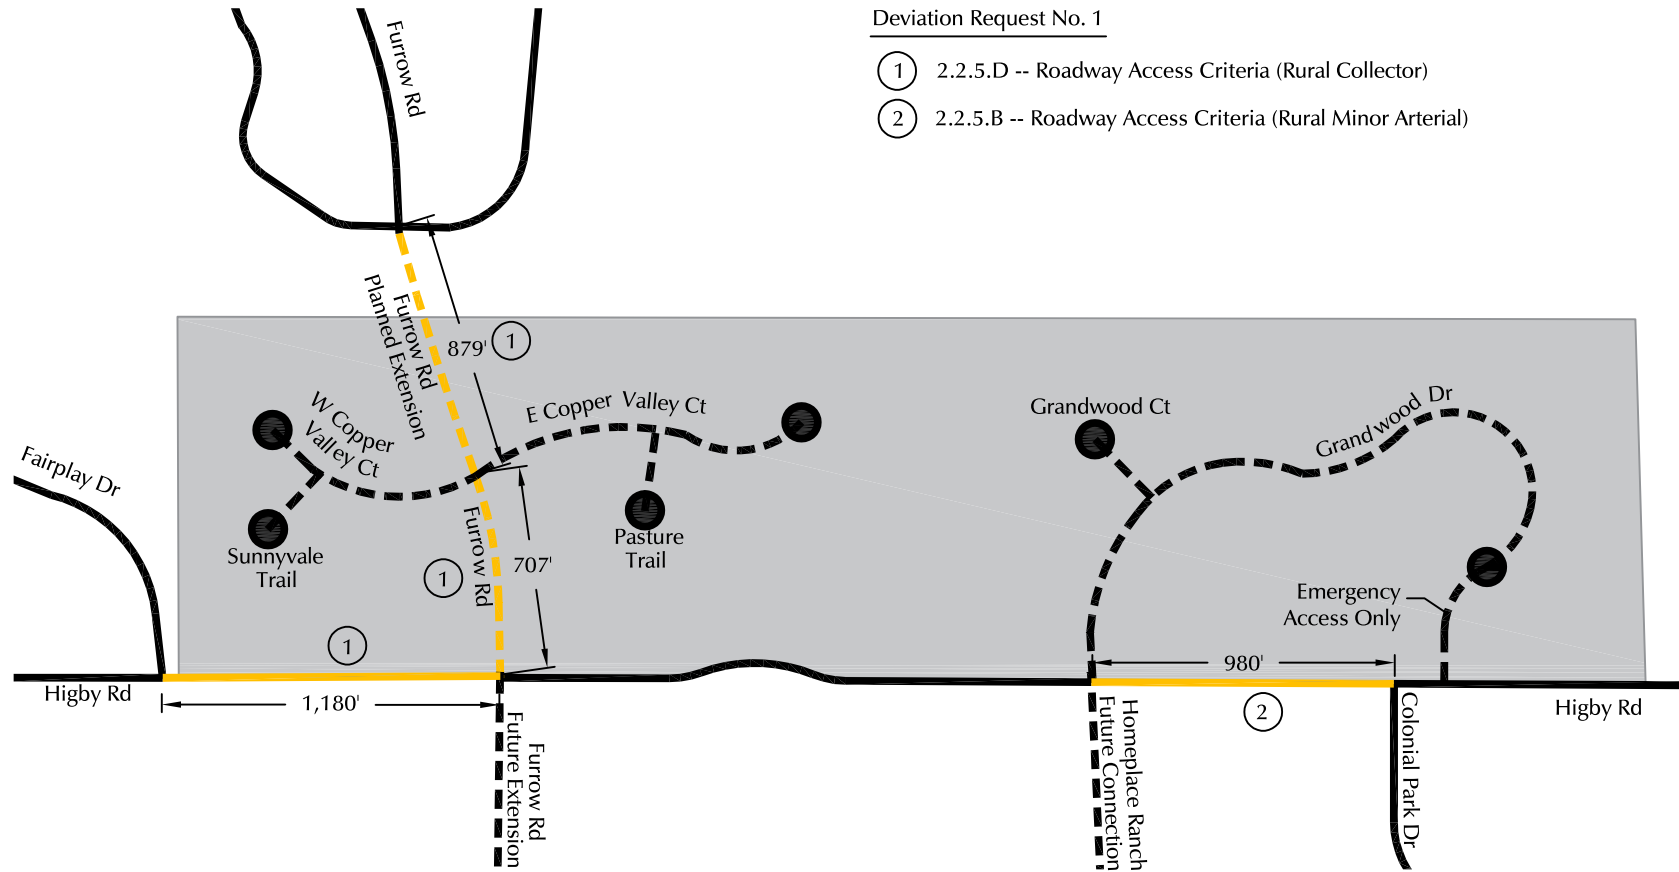 Deviation Request No. 1
1 2.2.5.D -- Roadway Access Criteria (Rural Collector)
2 2.2.5.B -- Roadway Access Criteria (Rural Minor Arterial)
Furrow Rd
Furrow Rd
Planned Extension
879'
1
W Copper
Valley Ct
E Copper Valley Ct
Grandwood Ct
Grandwood Dr
Fairplay Dr
Sunnyvale
Trail
Furrow Rd
1
707'
Pasture
Trail
Emergency
Access Only
1
980'
Higby Rd
1,180'
2
Higby Rd
Furrow Rd
Future Extension
Homeplace Ranch
Future Connection
Colonial Park Dr